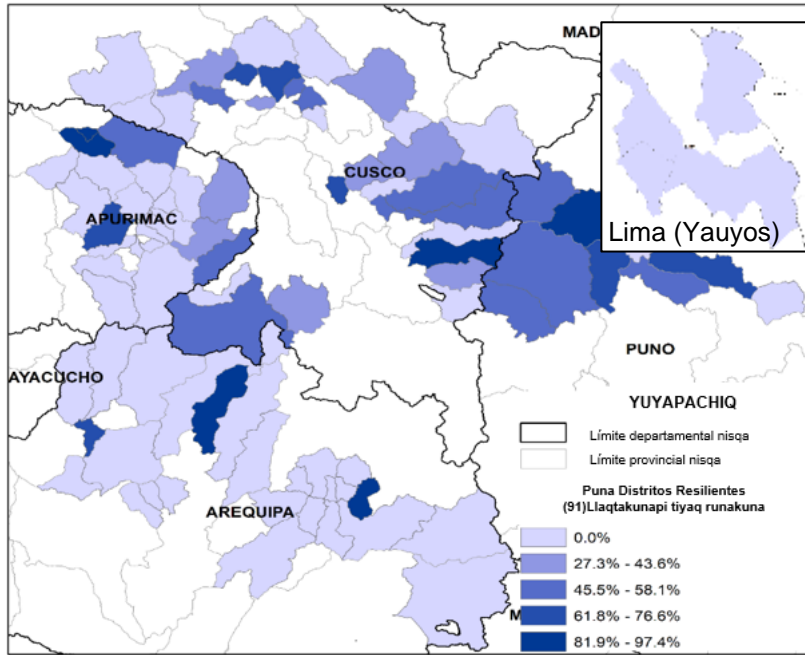 MAD
CUSCO
Lima (Yauyos)
APURIMAC
PUNO
AYACUCHO
YUYAPACHIQ
Límite departamental nisqa
Límite provincial nisqa
AREQUIPA
Puna Distritos Resilientes
(91)Llaqtakunapi tiyaq runakuna
0.0%
27.3% - 43.6%
45.5% - 58.1%
61.8% - 76.6%
M
81.9% - 97.4%